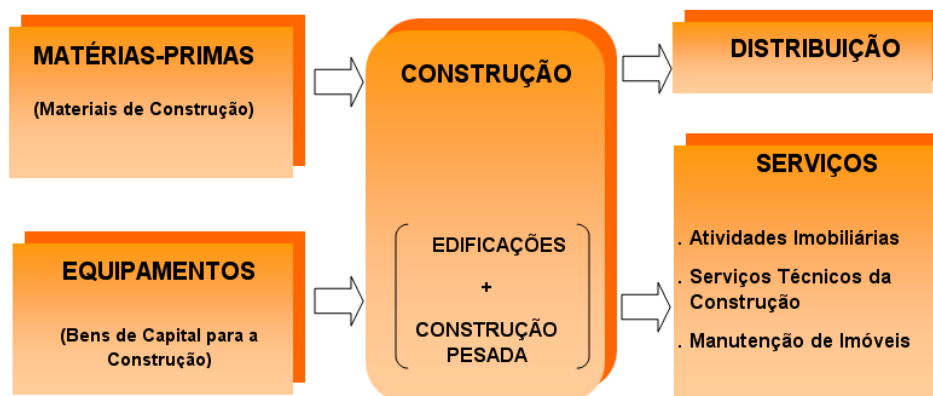 MATÉRIAS-PRIMAS
(Materiais de Construção)
EQUIPAMENTOS
(Bens de Capital para a
Construção)
CONSTRUÇÃO
EDIFICAÇÕES
+
CONSTRUÇÃO
PESADA
DISTRIBUIÇÃO
SERVIÇOS
. Atividades Imobiliárias
. Serviços Técnicos da
Construção
. Manutenção de Imóveis